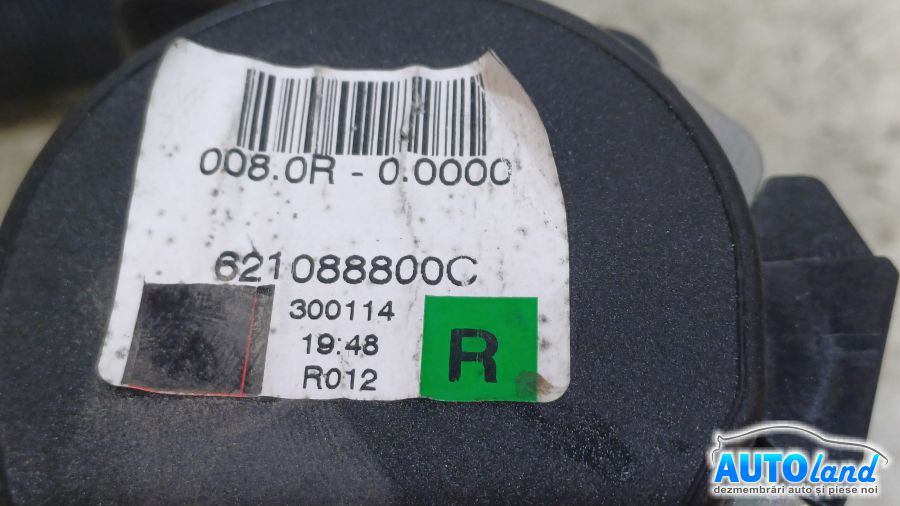 008.0R - 0.0000
621088800C
300114
19:48
R012
R
AUTOland
dezmembrări auto și piese noi